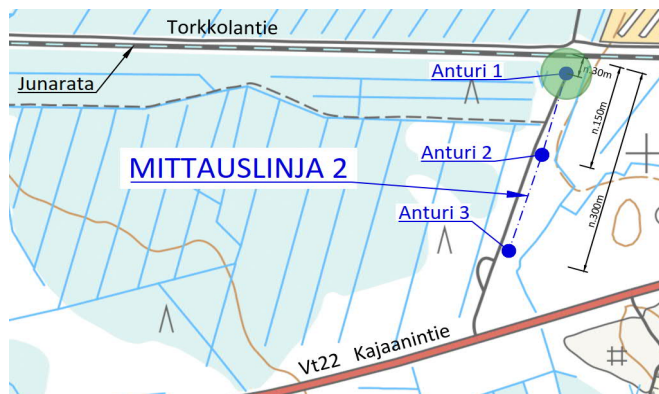 Torkkolantie
Junarata
Anturi 1
n.30m
n.150m
Anturi 2
MITTAUSLINJA 2
Anturi 3
n.300m
Vt22 Kajaanintie